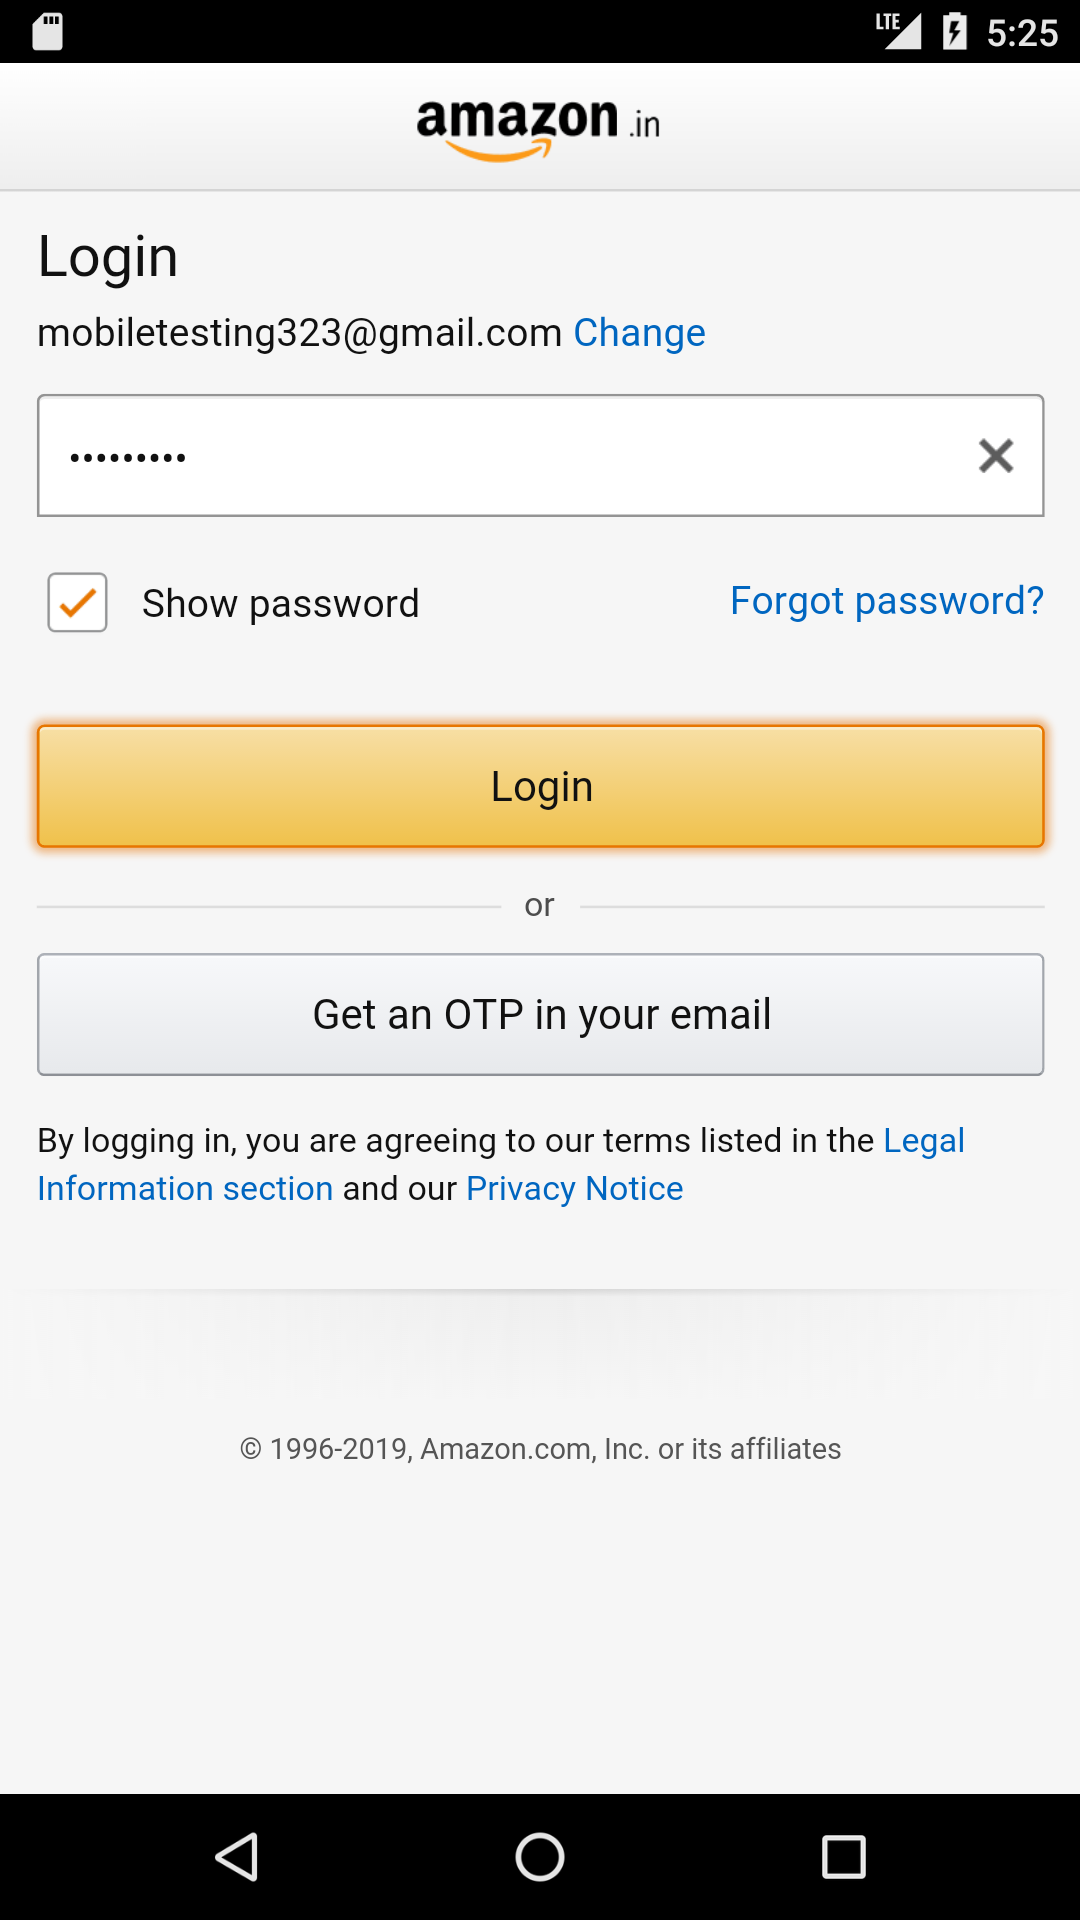 LTE 5:25
amazon.in
Login
mobiletesting323@gmail.com Change
•••••••••
Show password Forgot password?
Login
or
Get an OTP in your email
By logging in, you are agreeing to our terms listed in the Legal
Information section and our Privacy Notice
© 1996-2019, Amazon.com, Inc. or its affiliates